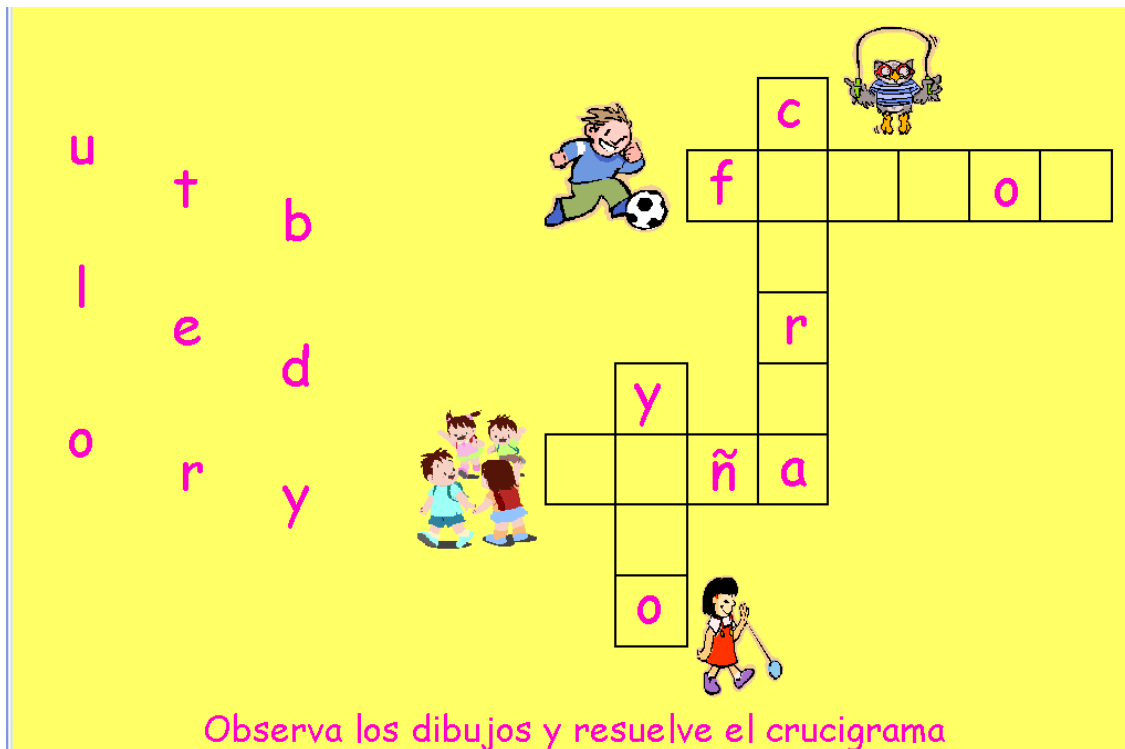 c
u
t
f
o
b
l
r
e
d
y
o
ñ a
r
y
o
Observa los dibujos y resuelve el crucigrama